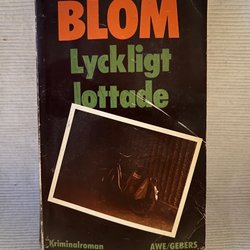 BLOM
Lyckligt
lottade
Kriminalroman AWE/GEBERS